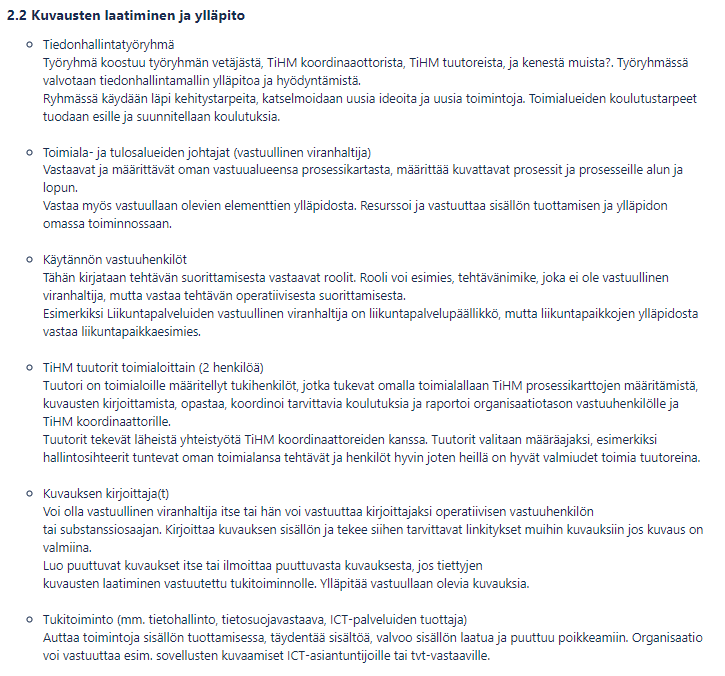 2.2 Kuvausten laatiminen ja ylläpito
Tiedonhallintatyöryhmä
Työryhmä koostuu työryhmän vetäjästä, TiHM koordinaaottorista, TiHM tuutoreista, ja kenestä muista?. Työryhmässä
valvotaan tiedonhallintamallin ylläpitoa ja hyödyntämistä.
Ryhmässä käydään läpi kehitystarpeita, katselmoidaan uusia ideoita ja uusia toimintoja. Toimialueiden koulutustarpeet
tuodaan esille ja suunnitellaan koulutuksia.
Toimiala- ja tulosalueiden johtajat (vastuullinen viranhaltija)
Vastaavat ja määrittävät oman vastuualueensa prosessikartasta, määrittää kuvattavat prosessit ja prosesseille alun ja
lopun.
Vastaa myös vastuullaan olevien elementtien ylläpidosta. Resurssoi ja vastuuttaa sisällön tuottamisen ja ylläpidon
omassa toiminnossaan.
Käytännön vastuuhenkilöt
Tähän kirjataan tehtävän suorittamisesta vastaavat roolit. Rooli voi esimies, tehtävänimike, joka ei ole vastuullinen
viranhaltija, mutta vastaa tehtävän operatiivisesta suorittamisesta.
Esimerkiksi Liikuntapalveluiden vastuullinen viranhaltija on liikuntapalvelupäällikkö, mutta liikuntapaikkojen ylläpidosta
vastaa liikuntapaikkaesimies.
TiHM tuutorit toimialoittain (2 henkilöä)
Tuutori on toimialoille määritellyt tukihenkilöt, jotka tukevat omalla toimialallaan TiHM prosessikarttojen määritämistä,
kuvausten kirjoittamista, opastaa, koordinoi tarvittavia koulutuksia ja raportoi organisaatiotason vastuuhenkilölle ja
TiHM koordinaattorille.
Tuutorit tekevät läheistä yhteistyötä TiHM koordinaattoreiden kanssa. Tuutorit valitaan määräajaksi, esimerkiksi
hallintosihteerit tuntevat oman toimialansa tehtävät ja henkilöt hyvin joten heillä on hyvät valmiudet toimia tuutoreina.
Kuvauksen kirjoittaja(t)
Voi olla vastuullinen viranhaltija itse tai hän voi vastuuttaa kirjoittajaksi operatiivisen vastuuhenkilön
tai substanssiosaajan. Kirjoittaa kuvauksen sisällön ja tekee siihen tarvittavat linkitykset muihin kuvauksiin jos kuvaus on
valmiina.
Luo puuttuvat kuvaukset itse tai ilmoittaa puuttuvasta kuvauksesta, jos tiettyjen
kuvausten laatiminen vastuutettu tukitoiminnolle. Ylläpitää vastuullaan olevia kuvauksia.
Tukitoiminto (mm. tietohallinto, tietosuojavastaava, ICT-palveluiden tuottaja)
Auttaa toimintoja sisällön tuottamisessa, täydentää sisältöä, valvoo sisällön laatua ja puuttuu poikkeamiin. Organisaatio
voi vastuuttaa esim. sovellusten kuvaamiset ICT-asiantuntijoille tai tvt-vastaaville.